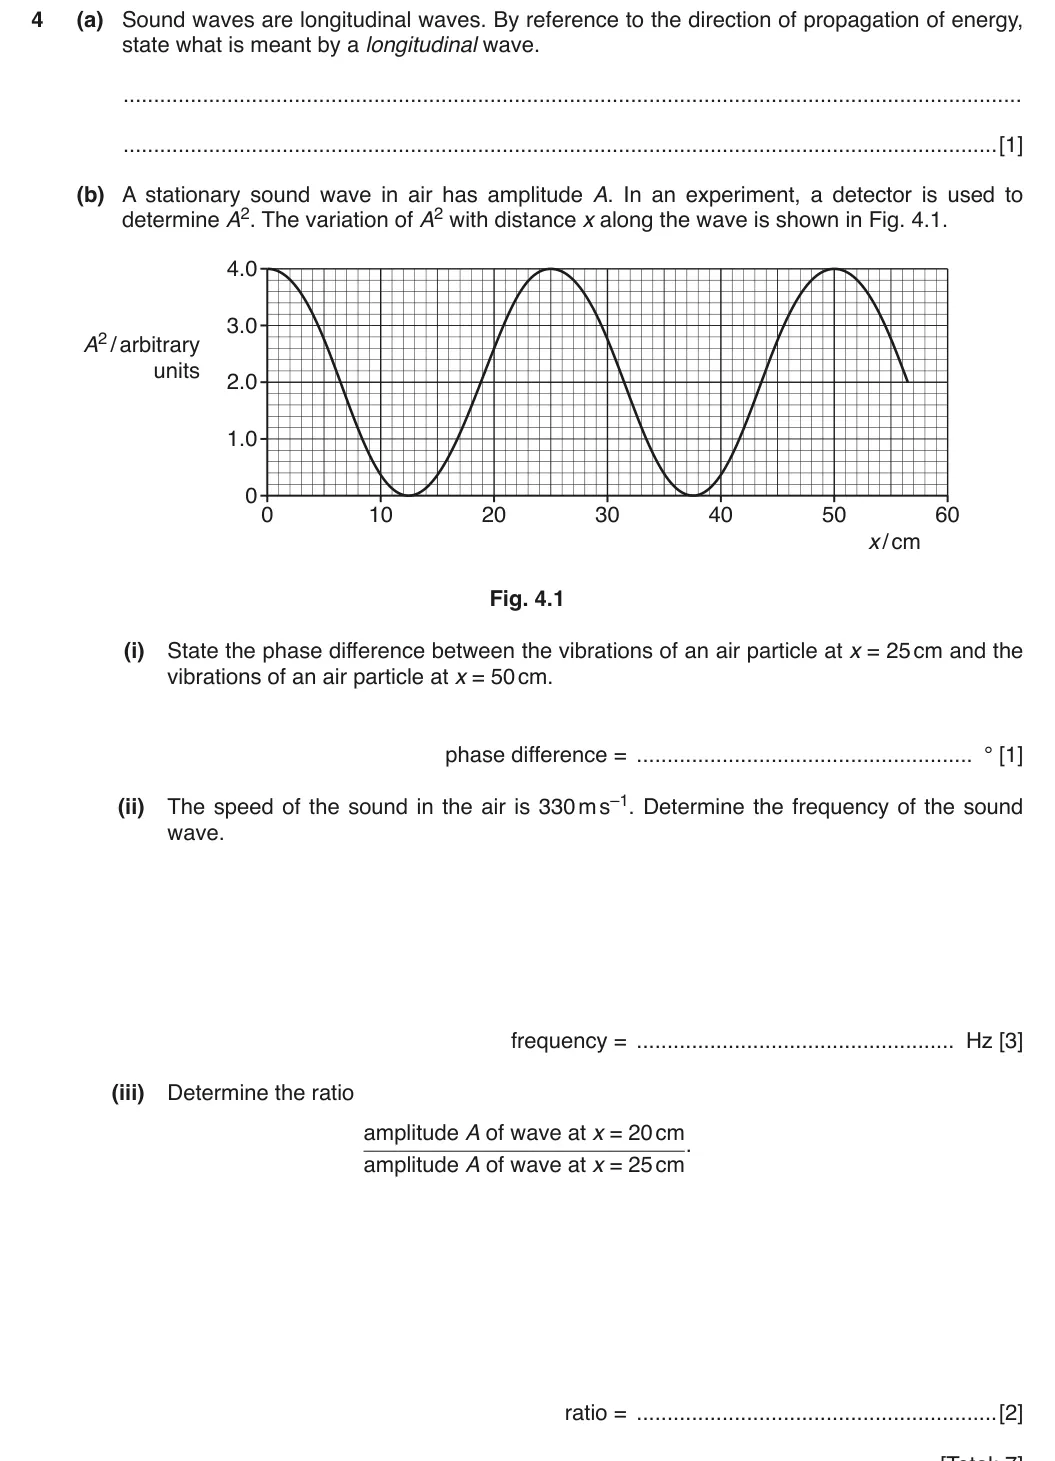 4 (a) Sound waves are longitudinal waves. By reference to the direction of propagation of energy,
state what is meant by a longitudinal wave.
..........................................................................................................................................................
.....................................................................................................................................................[1]
(b) A stationary sound wave in air has amplitude A. In an experiment, a detector is used to
determine A². The variation of A² with distance x along the wave is shown in Fig. 4.1.
4.0
3.0
A² / arbitrary
units
2.0
1.0
0
0 10 20 30 40 50 60
x / cm
Fig. 4.1
(i) State the phase difference between the vibrations of an air particle at x = 25 cm and the
vibrations of an air particle at x = 50 cm.
phase difference = ....................................................... ° [1]
(ii) The speed of the sound in the air is 330 m s⁻¹. Determine the frequency of the sound
wave.
frequency = .................................................... Hz [3]
(iii) Determine the ratio
amplitude A of wave at x = 20 cm
amplitude A of wave at x = 25 cm.
ratio = ...........................................................[2]
[Total: 7]